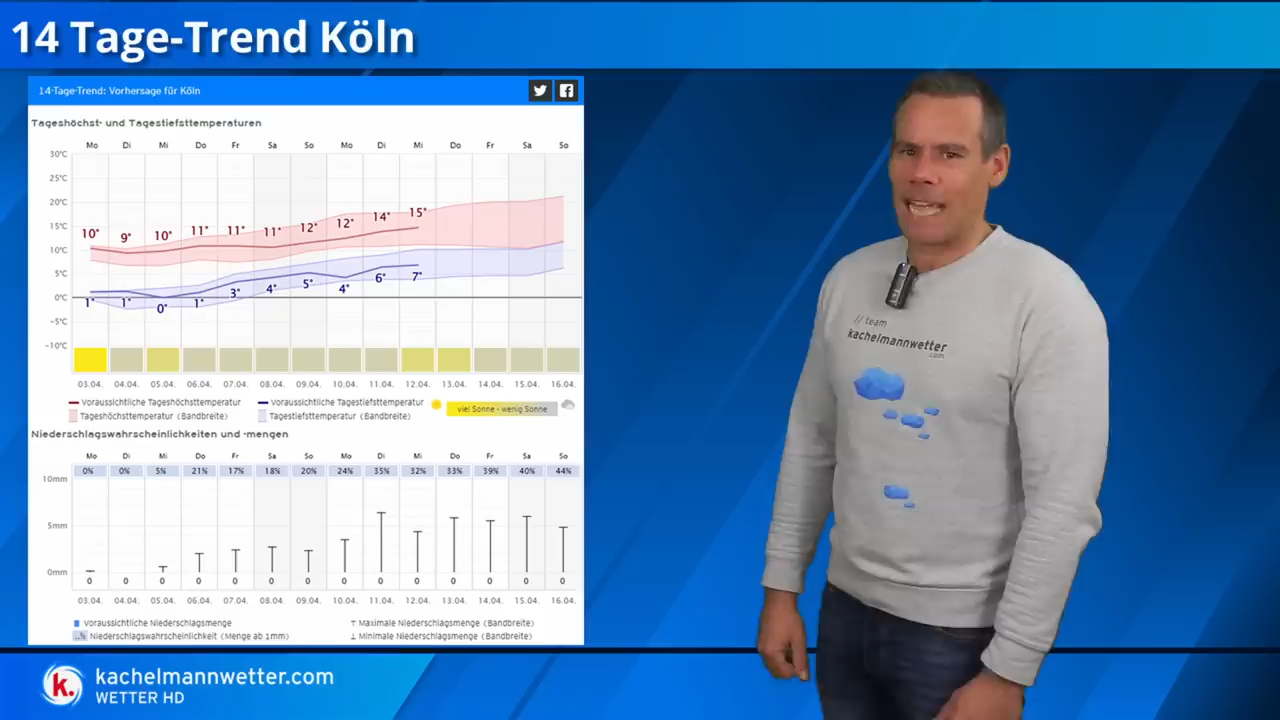 14 Tage-Trend Köln
14-Tage-Trend: Vorhersage für Köln
Tageshöchst- und Tagestiefsttemperaturen
Mo Di Mi Do Fr Sa So Mo Di Mi Do Fr Sa So
30°C
25°C
20°C
15°C
10°C
5°C
0°C
-5°C
-10°C
10° 9° 10° 11° 11° 11° 12° 12° 14° 15°
1° 1° 0° 1° 3° 4° 5° 4° 6° 7°
03.04. 04.04. 05.04. 06.04. 07.04. 08.04. 09.04. 10.04. 11.04. 12.04. 13.04. 14.04. 15.04. 16.04.
Voraussichtliche Tageshöchsttemperatur Voraussichtliche Tagestiefsttemperatur
Tageshöchsttemperatur (Bandbreite) Tagestiefsttemperatur (Bandbreite)
viel Sonne - wenig Sonne
Niederschlagswahrscheinlichkeiten und -mengen
Mo Di Mi Do Fr Sa So Mo Di Mi Do Fr Sa So
0% 0% 5% 21% 17% 18% 20% 24% 35% 32% 33% 39% 40% 44%
10mm
5mm
0mm
0 0 0 0 0 0 0 0 0 0 0 0 0
03.04. 04.04. 05.04. 06.04. 07.04. 08.04. 09.04. 10.04. 11.04. 12.04. 13.04. 14.04. 15.04. 16.04.
Voraussichtliche Niederschlagsmenge Maximale Niederschlagsmenge (Bandbreite)
..% Niederschlagswahrscheinlichkeit (Menge ab 1mm) Minimale Niederschlagsmenge (Bandbreite)
// team
kachelmannwetter
.com
k.
kachelmannwetter.com
WETTER HD